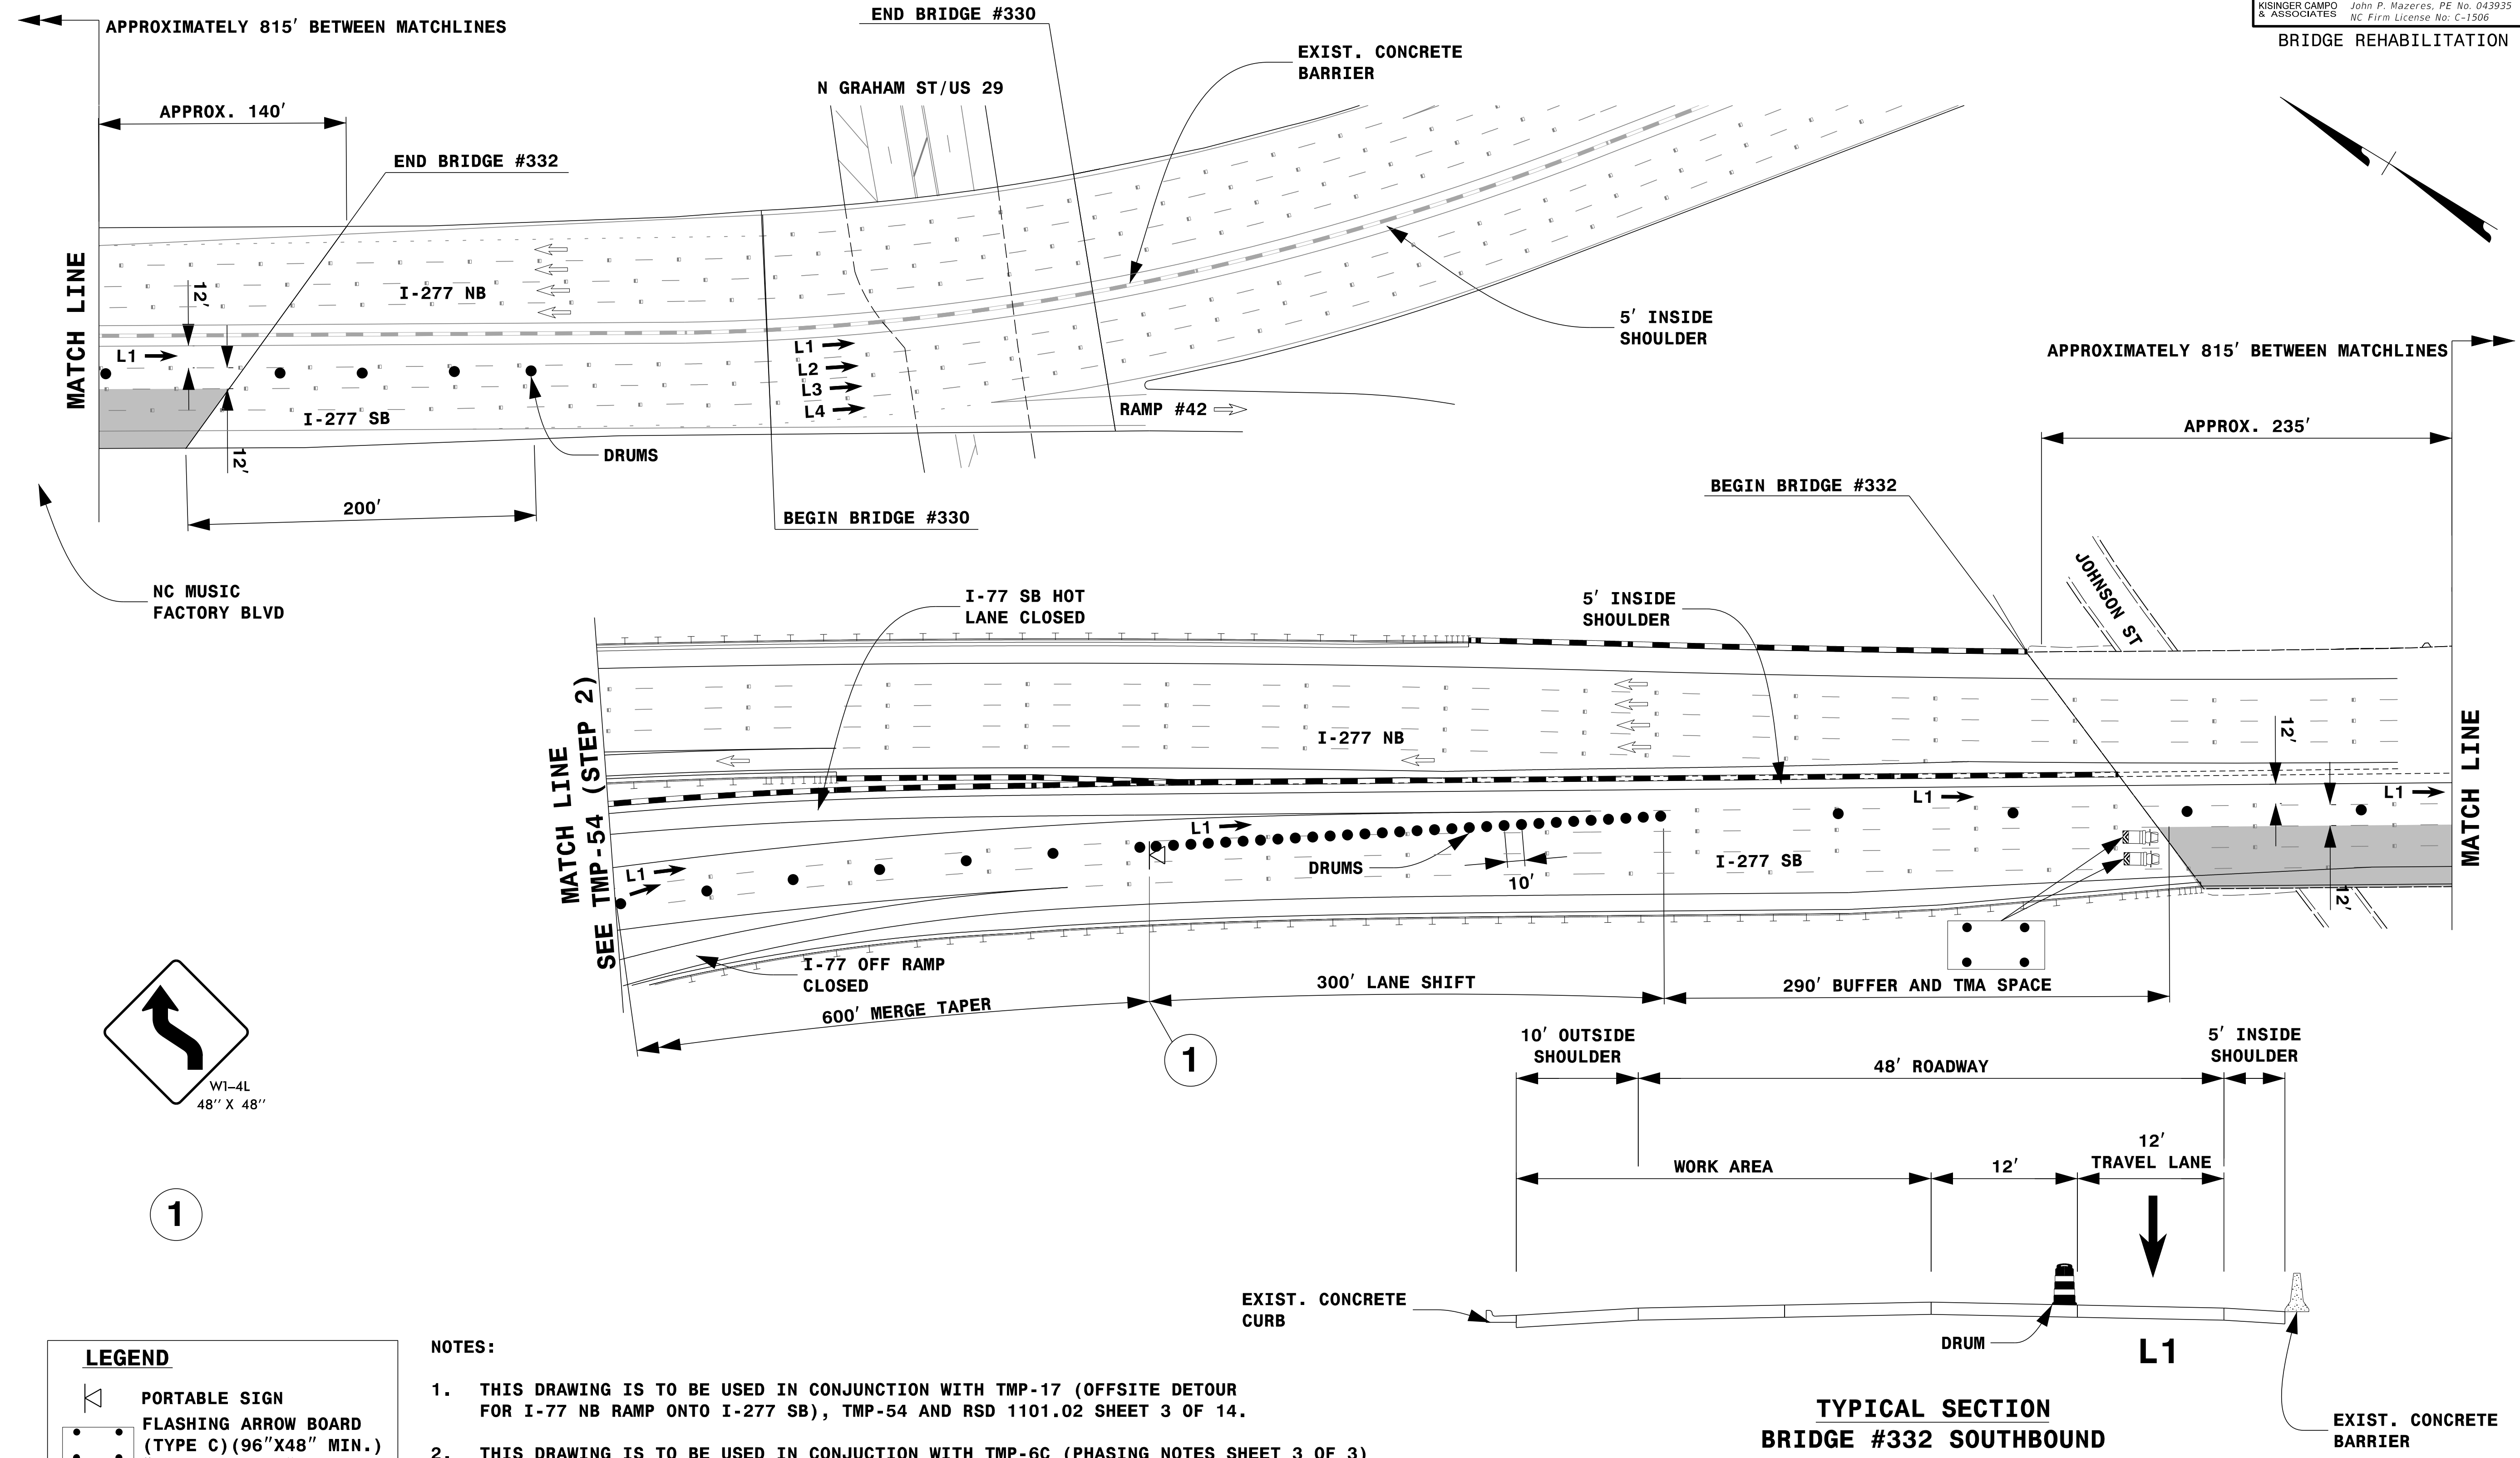 KISINGER CAMPO
& ASSOCIATES
John P. Mazeres, PE No. 043935
NC Firm License No: C-1506
BRIDGE REHABILITATION
APPROXIMATELY 815' BETWEEN MATCHLINES
END BRIDGE #330
EXIST. CONCRETE
BARRIER
N GRAHAM ST/US 29
APPROX. 140'
END BRIDGE #332
MATCH LINE
12'
I-277 NB
L1
L1
L2
L3
L4
5' INSIDE
SHOULDER
I-277 SB
12'
RAMP #42
DRUMS
200'
BEGIN BRIDGE #330
NC MUSIC
FACTORY BLVD
APPROXIMATELY 815' BETWEEN MATCHLINES
APPROX. 235'
BEGIN BRIDGE #332
JOHNSON ST
I-77 SB HOT
LANE CLOSED
5' INSIDE
SHOULDER
MATCH LINE
SEE TMP-54 (STEP 2)
I-277 NB
12'
MATCH LINE
L1
L1
L1
L1
DRUMS
10'
I-277 SB
12'
I-77 OFF RAMP
CLOSED
600' MERGE TAPER
300' LANE SHIFT
290' BUFFER AND TMA SPACE
1
W1-4L
48'' X 48''
1
10' OUTSIDE
SHOULDER
48' ROADWAY
5' INSIDE
SHOULDER
WORK AREA
12'
12'
TRAVEL LANE
EXIST. CONCRETE
CURB
DRUM
L1
EXIST. CONCRETE
BARRIER
TYPICAL SECTION
BRIDGE #332 SOUTHBOUND
LEGEND
PORTABLE SIGN
FLASHING ARROW BOARD
(TYPE C)(96"X48" MIN.)
NOTES:
1. THIS DRAWING IS TO BE USED IN CONJUNCTION WITH TMP-17 (OFFSITE DETOUR
FOR I-77 NB RAMP ONTO I-277 SB), TMP-54 AND RSD 1101.02 SHEET 3 OF 14.
2. THIS DRAWING IS TO BE USED IN CONJUCTION WITH TMP-6C (PHASING NOTES SHEET 3 OF 3)